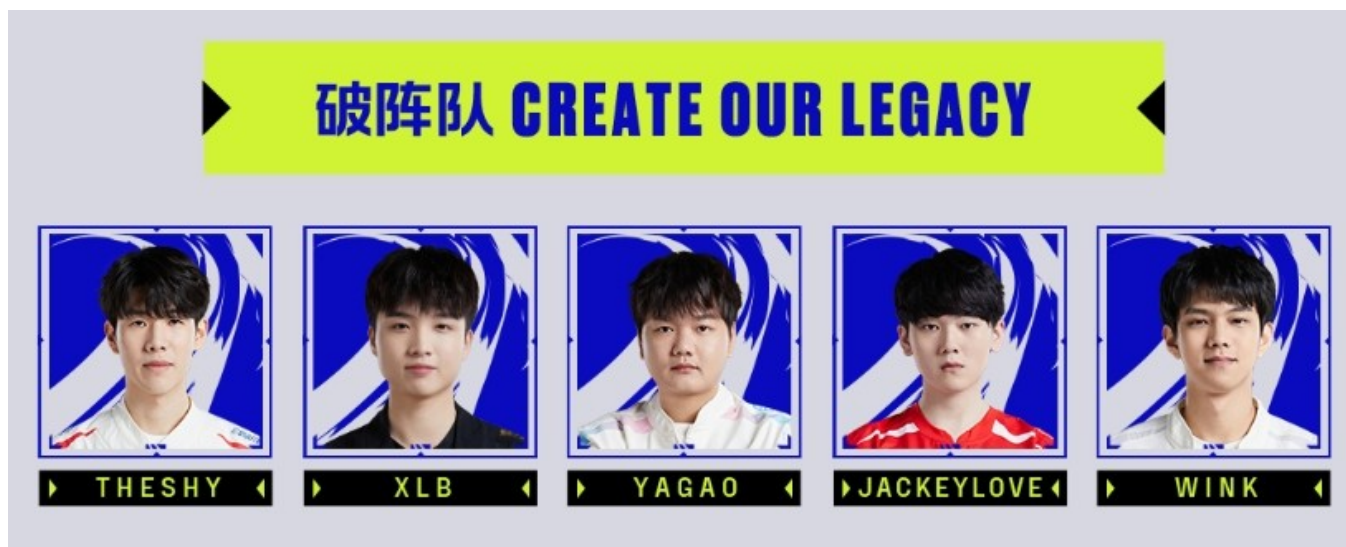 破阵队 CREATE OUR LEGACY
THESHY
XLB
YAGAO
JACKEYLOVE
WINK